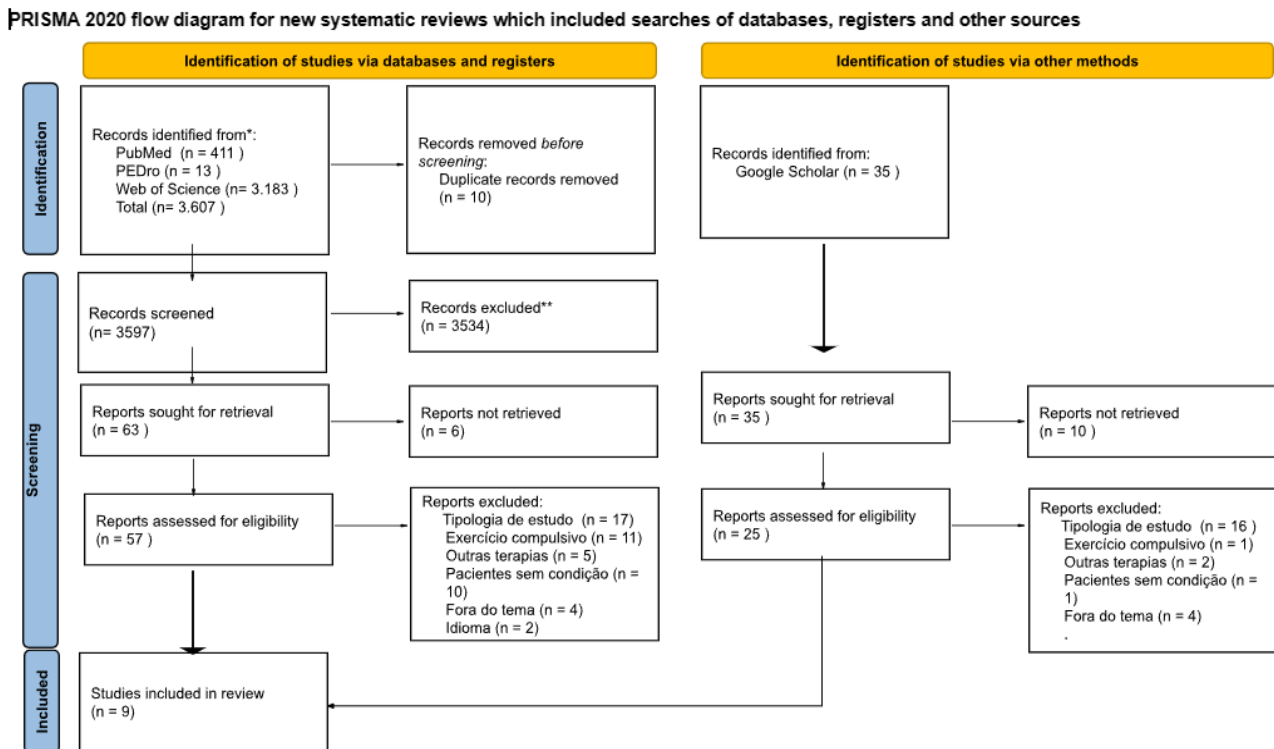 PRISMA 2020 flow diagram for new systematic reviews which included searches of databases, registers and other sources
Identification of studies via databases and registers
Identification of studies via other methods
Identification
Records identified from*:
PubMed (n = 411 )
PEDro (n = 13 )
Web of Science (n= 3.183 )
Total (n= 3.607 )
Records removed before
screening:
Duplicate records removed
(n = 10)
Records identified from:
Google Scholar (n = 35 )
Screening
Records screened
(n= 3597)
Records excluded**
(n = 3534)
Reports sought for retrieval
(n = 63 )
Reports not retrieved
(n = 6)
Reports sought for retrieval
(n = 35 )
Reports not retrieved
(n = 10 )
Reports assessed for eligibility
(n = 57 )
Reports excluded:
Tipologia de estudo (n = 17)
Exercício compulsivo (n = 11)
Outras terapias (n = 5)
Pacientes sem condição (n =
10)
Fora do tema (n = 4)
Idioma (n = 2)
Reports assessed for eligibility
(n = 25 )
Reports excluded:
Tipologia de estudo (n = 16 )
Exercício compulsivo (n = 1)
Outras terapias (n = 2)
Pacientes sem condição (n =
1)
Fora do tema (n = 4)
.
Included
Studies included in review
(n = 9)